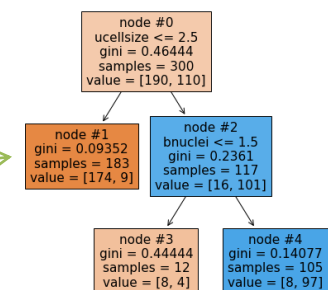 node #0
ucellsize <= 2.5
gini = 0.46444
samples = 300
value = [190, 110]
node #1
gini = 0.09352
samples = 183
value = [174, 9]
node #2
bnuclei <= 1.5
gini = 0.2361
samples = 117
value = [16, 101]
node #3
gini = 0.44444
samples = 12
value = [8, 4]
node #4
gini = 0.14077
samples = 105
value = [8, 97]